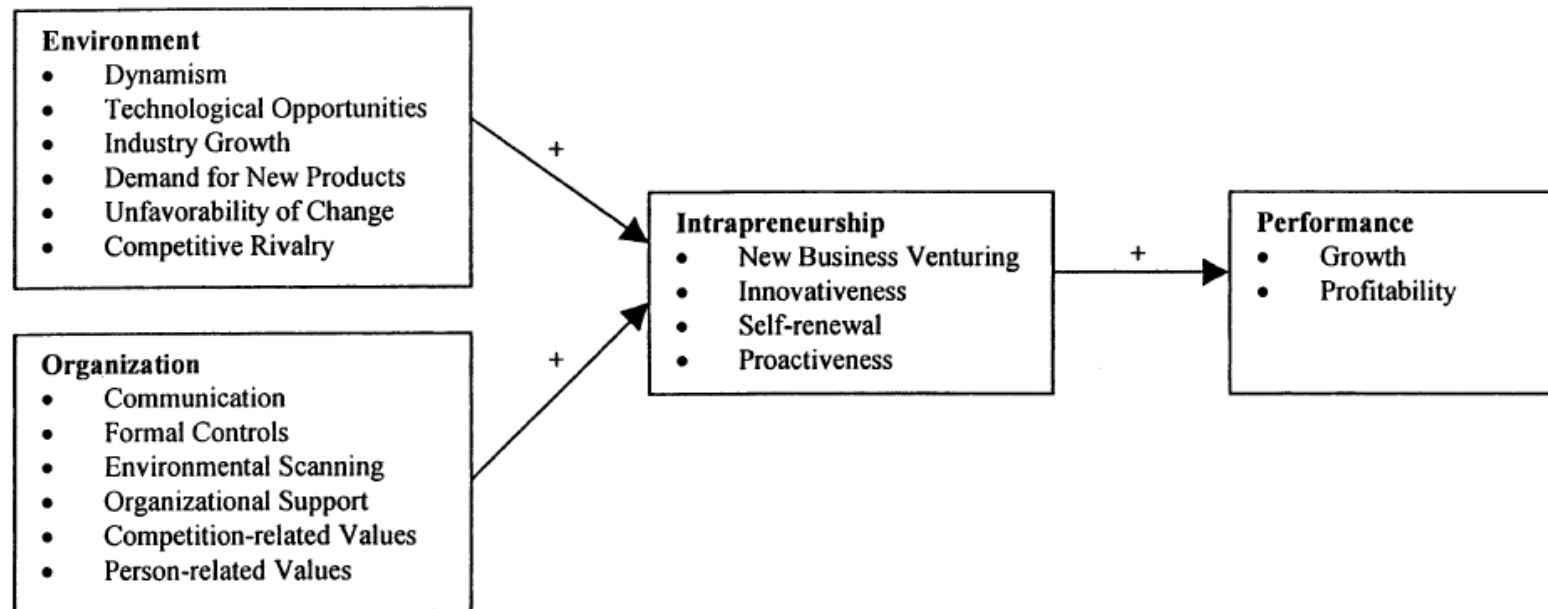 Environment
• Dynamism
• Technological Opportunities
• Industry Growth
• Demand for New Products
• Unfavorability of Change
• Competitive Rivalry
+
Organization
• Communication
• Formal Controls
• Environmental Scanning
• Organizational Support
• Competition-related Values
• Person-related Values
+
Intrapreneurship
• New Business Venturing
• Innovativeness
• Self-renewal
• Proactiveness
+
Performance
• Growth
• Profitability